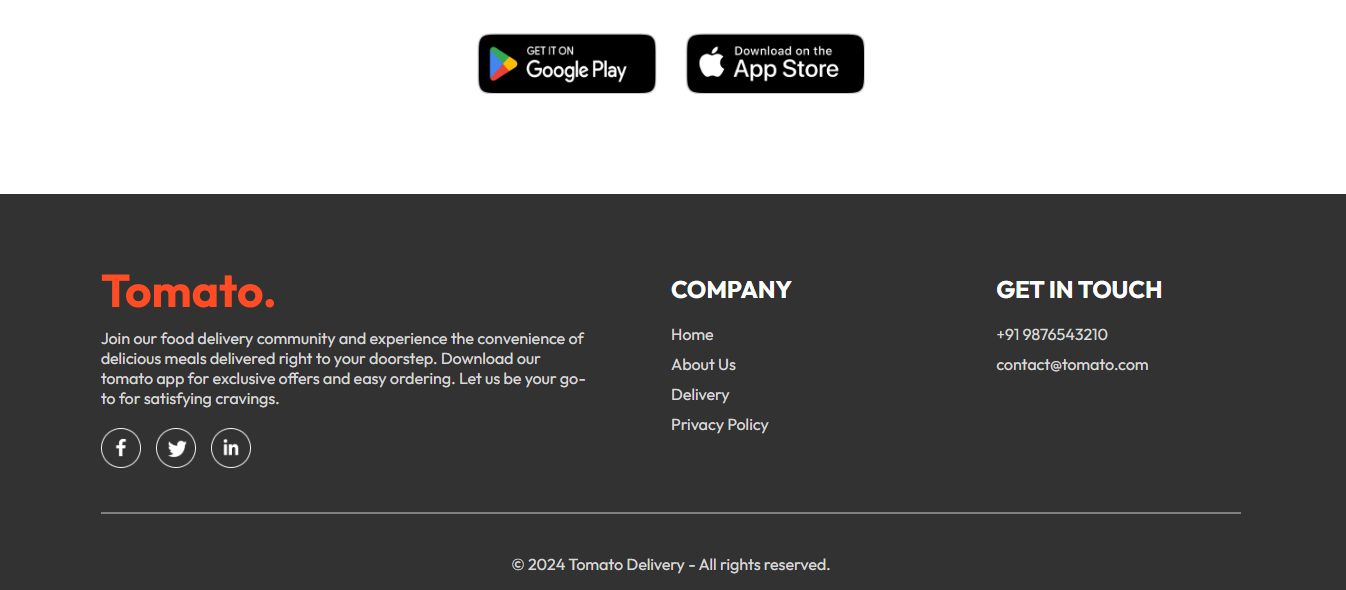 GET IT ON
Google Play
Download on the
App Store
Tomato.
Join our food delivery community and experience the convenience of
delicious meals delivered right to your doorstep. Download our
tomato app for exclusive offers and easy ordering. Let us be your go-
to for satisfying cravings.
f
in
COMPANY
Home
About Us
Delivery
Privacy Policy
GET IN TOUCH
+91 9876543210
contact@tomato.com
© 2024 Tomato Delivery - All rights reserved.